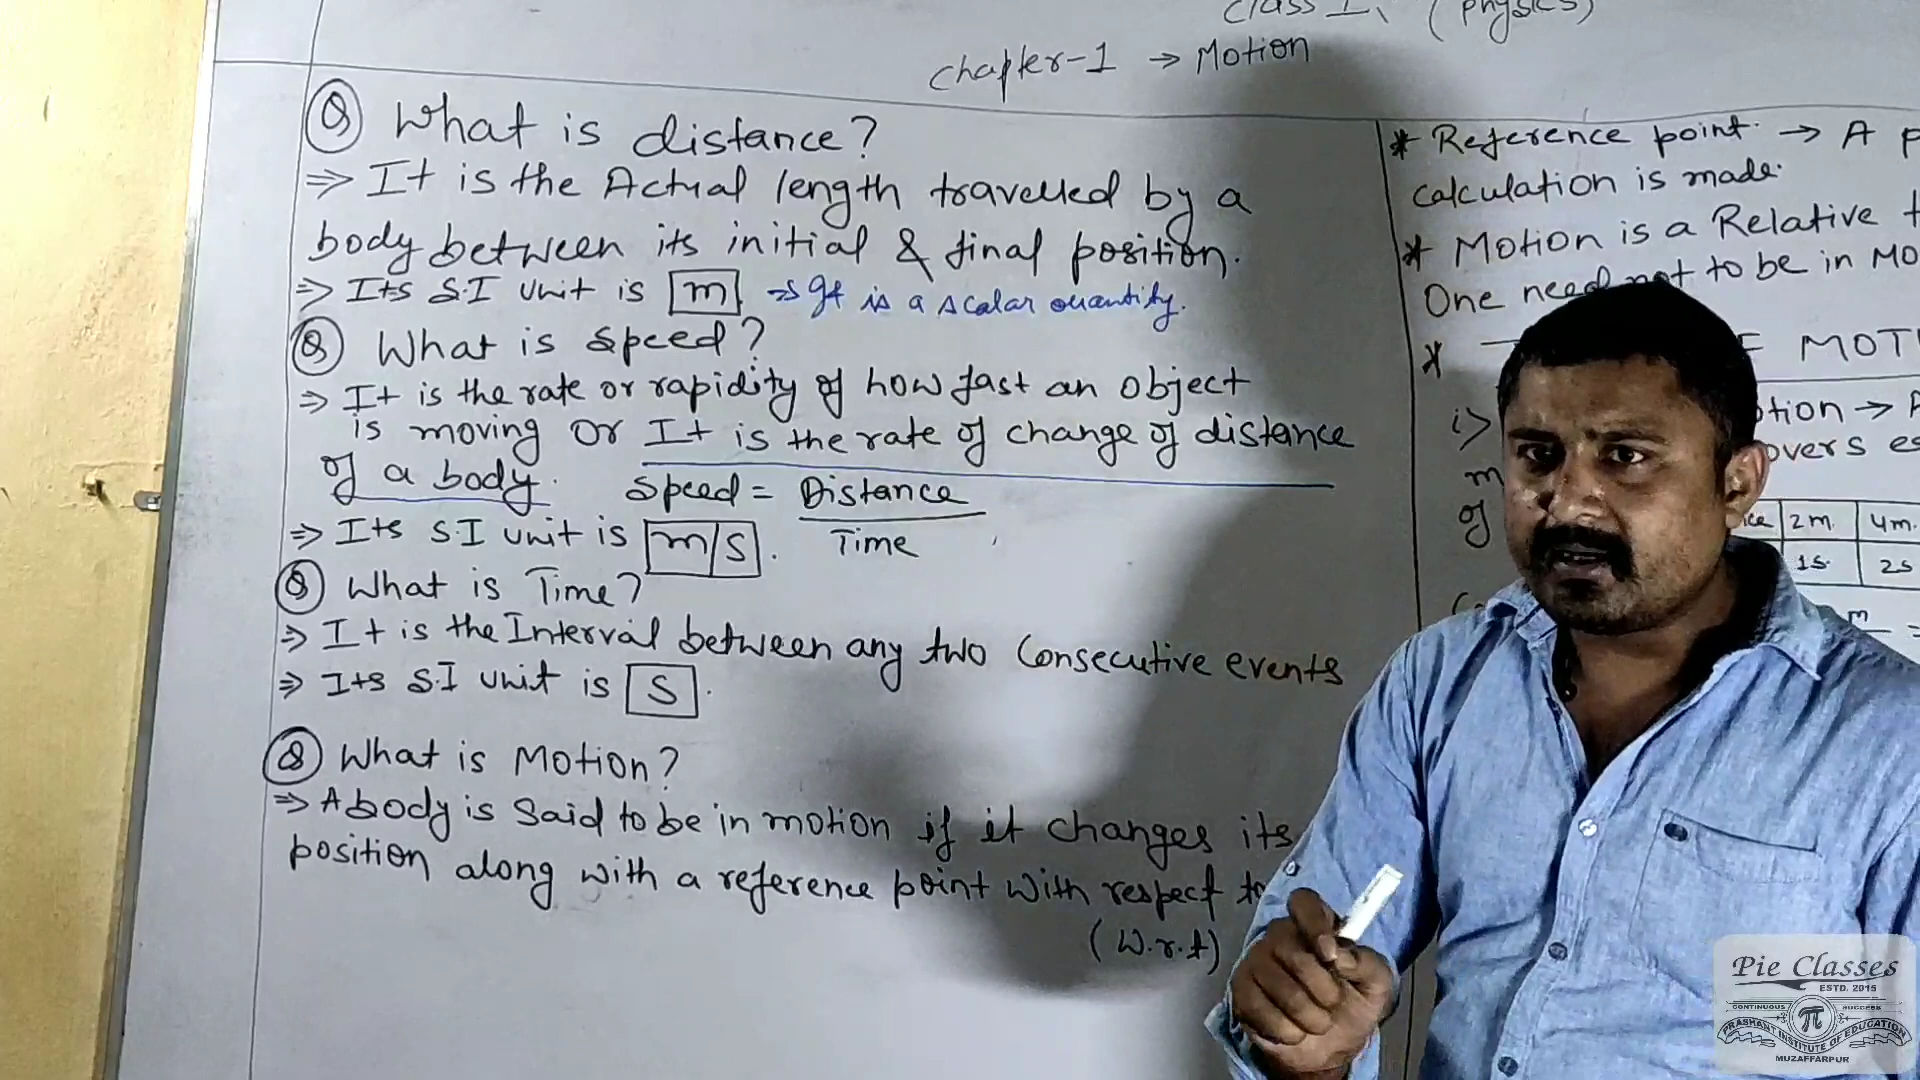 (Physics)
Chapter-1 → Motion
Q What is distance?
⇒ It is the Actual length travelled by a
body between its initial & final position.
⇒ Its S.I unit is m. → It is a scalar quantity.
Q What is speed?
⇒ It is the rate or rapidity of how fast an object
is moving or It is the rate of change of distance
of a body. Speed = Distance
Time
⇒ Its S.I unit is m/s.
Q What is Time?
⇒ It is the Interval between any two Consecutive events
⇒ Its S.I unit is S.
Q What is Motion?
⇒ A body is said to be in motion if it changes its
position along with a reference point with respect to
(w.r.t)
* Reference point → A
calculation is made.
* Motion is a Relative
One need not to be in
* MOT
i>
m
of
2m. 4m.
1s. 2s
m
Pie Classes
ESTD. 2015
CONTINUOUS SUCCESS
π
PRASHANT INSTITUTE OF EDUCATION
MUZAFFARPUR